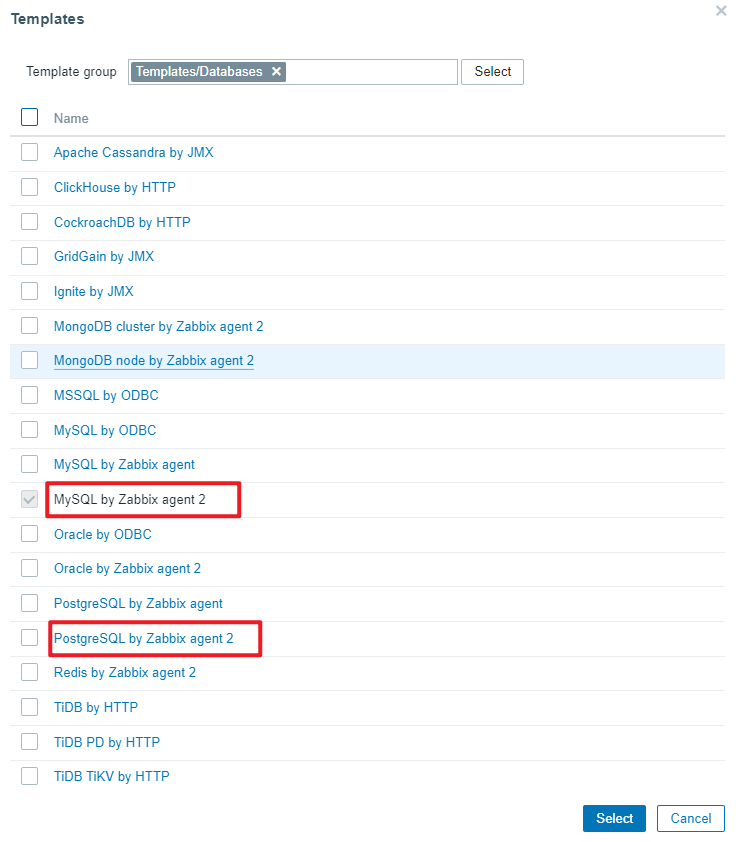 Templates
Template group Templates/Databases Select
Name
Apache Cassandra by JMX
ClickHouse by HTTP
CockroachDB by HTTP
GridGain by JMX
Ignite by JMX
MongoDB cluster by Zabbix agent 2
MongoDB node by Zabbix agent 2
MSSQL by ODBC
MySQL by ODBC
MySQL by Zabbix agent
MySQL by Zabbix agent 2
Oracle by ODBC
Oracle by Zabbix agent 2
PostgreSQL by Zabbix agent
PostgreSQL by Zabbix agent 2
Redis by Zabbix agent 2
TiDB by HTTP
TiDB PD by HTTP
TiDB TiKV by HTTP
Select Cancel